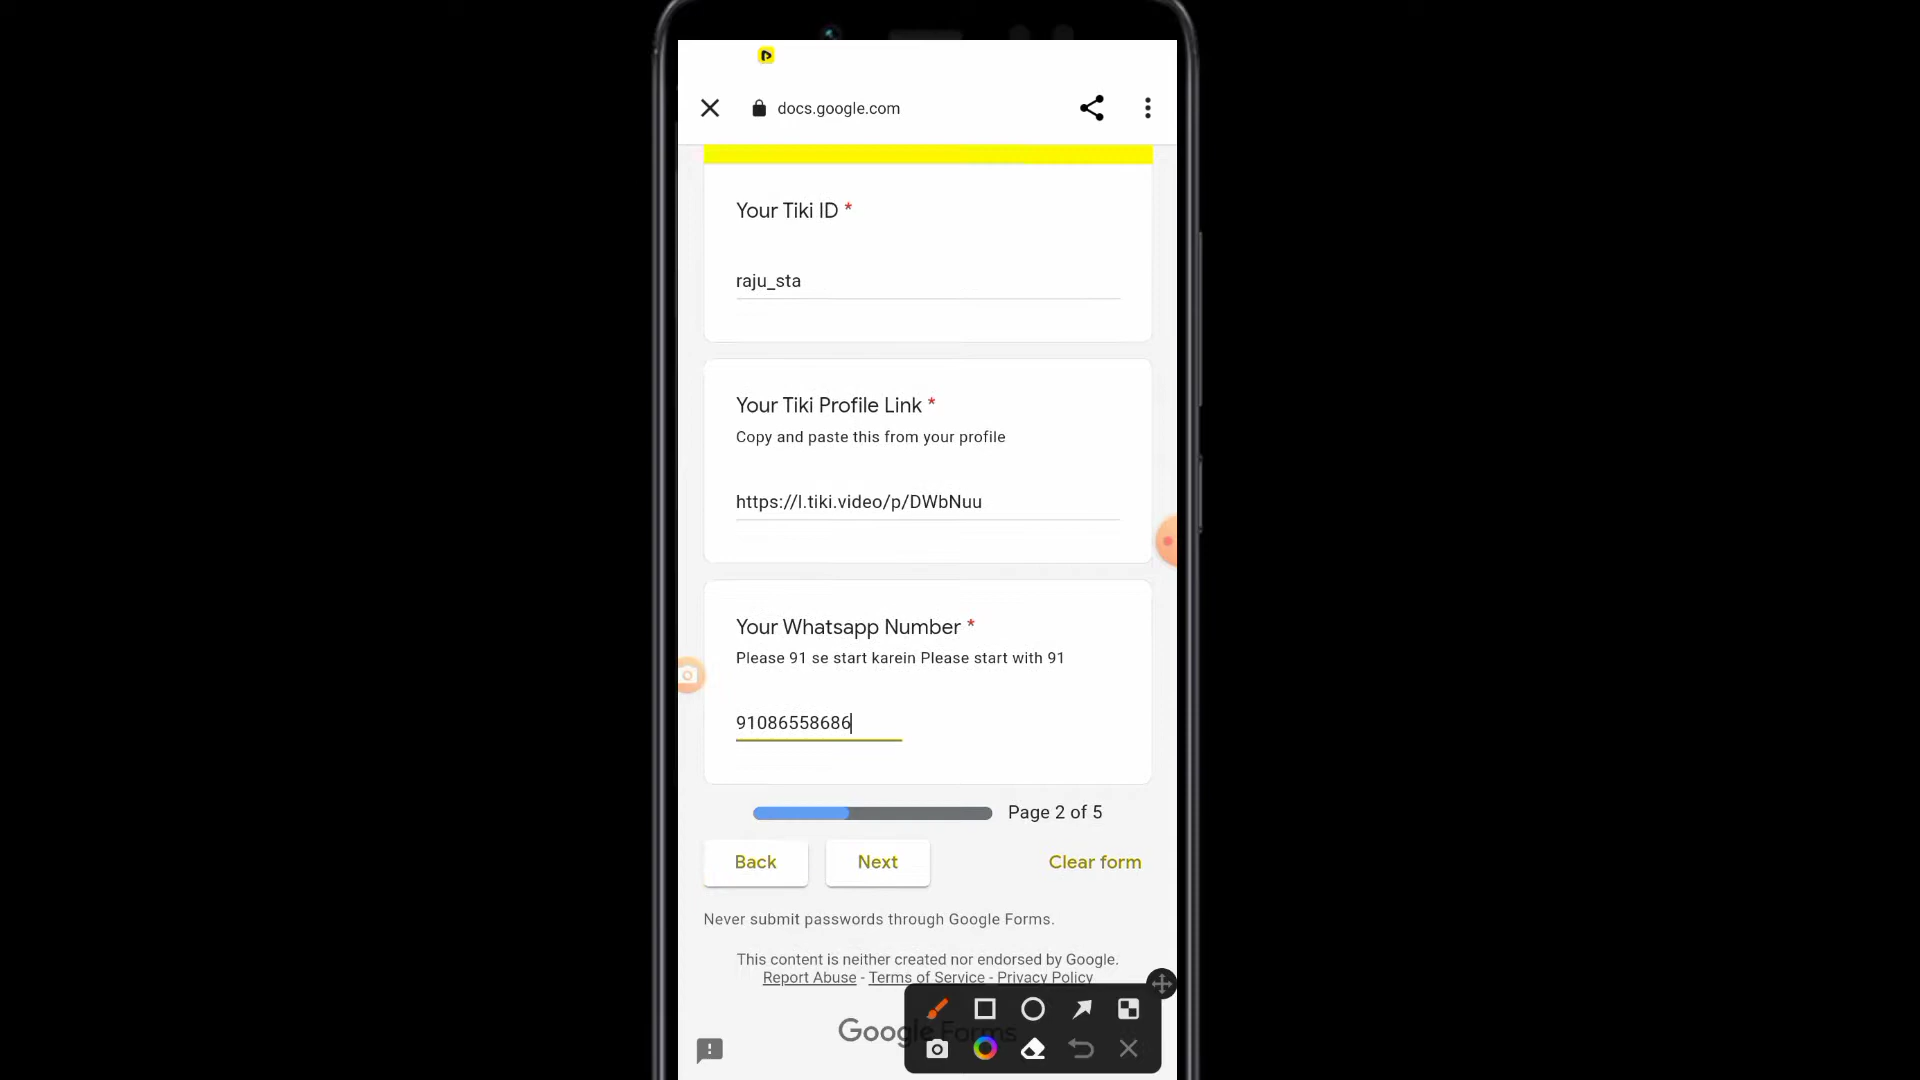 docs.google.com
Your Tiki ID *
raju_sta
Your Tiki Profile Link *
Copy and paste this from your profile
https://l.tiki.video/p/DWbNuu
Your Whatsapp Number *
Please 91 se start karein Please start with 91
91086558686
Page 2 of 5
Back
Next
Clear form
Never submit passwords through Google Forms.
This content is neither created nor endorsed by Google.
Report Abuse - Terms of Service - Privacy Policy
Google Forms